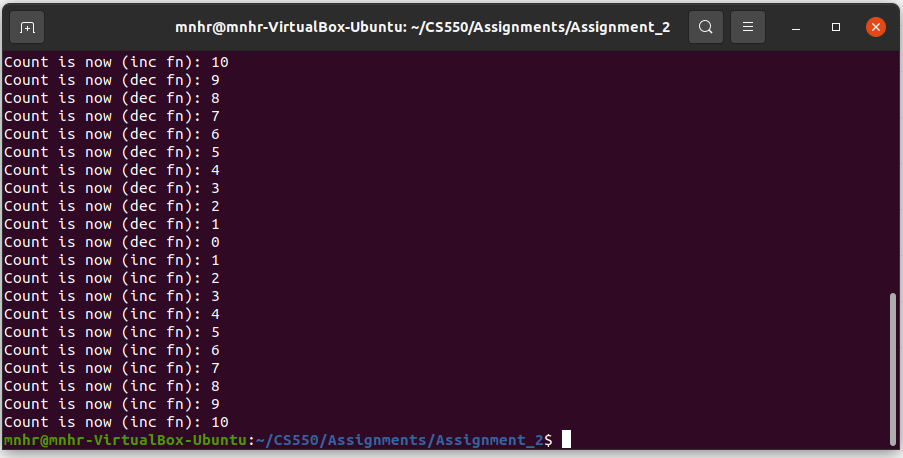 mnhr@mnhr-VirtualBox-Ubuntu: ~/CS550/Assignments/Assignment_2
Count is now (inc fn): 10
Count is now (dec fn): 9
Count is now (dec fn): 8
Count is now (dec fn): 7
Count is now (dec fn): 6
Count is now (dec fn): 5
Count is now (dec fn): 4
Count is now (dec fn): 3
Count is now (dec fn): 2
Count is now (dec fn): 1
Count is now (dec fn): 0
Count is now (inc fn): 1
Count is now (inc fn): 2
Count is now (inc fn): 3
Count is now (inc fn): 4
Count is now (inc fn): 5
Count is now (inc fn): 6
Count is now (inc fn): 7
Count is now (inc fn): 8
Count is now (inc fn): 9
Count is now (inc fn): 10
mnhr@mnhr-VirtualBox-Ubuntu:~/CS550/Assignments/Assignment_2$